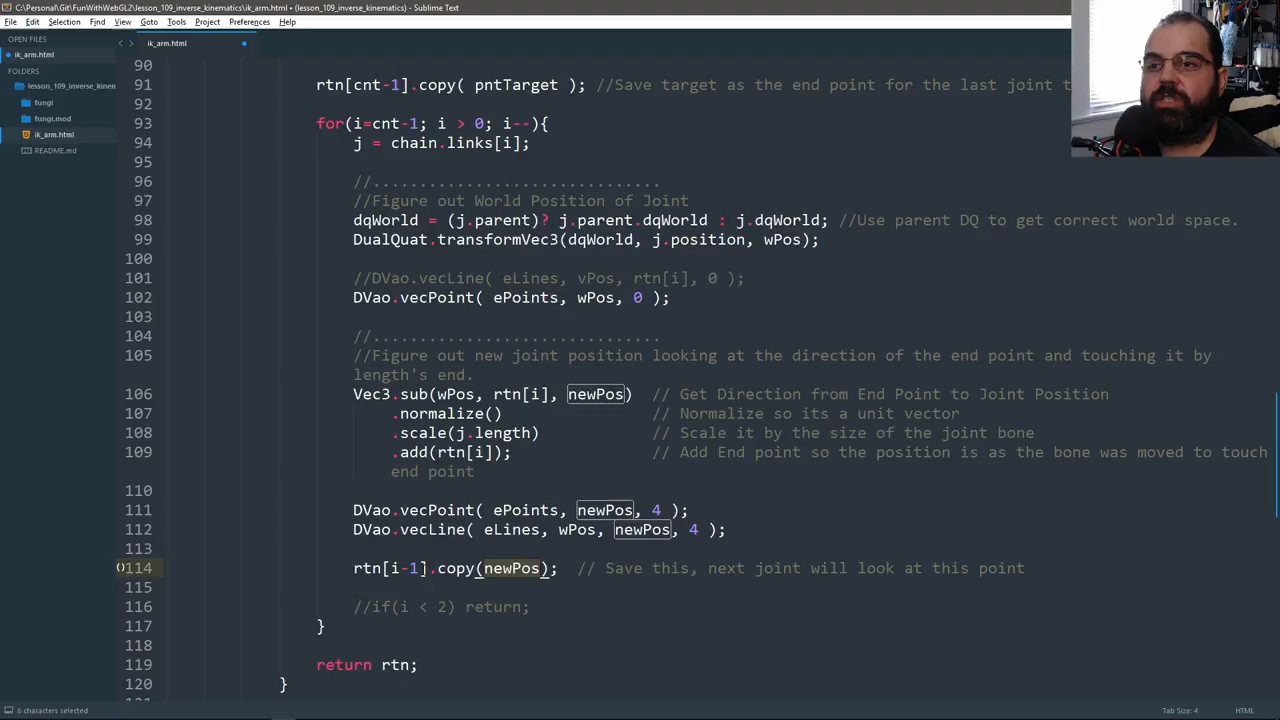 C:\Personal\Git\FunWithWebGL2\lesson_109_inverse_kinematics\ik_arm.html • (lesson_109_inverse_kinematics) - Sublime Text
File Edit Selection Find View Goto Tools Project Preferences Help
OPEN FILES
ik_arm.html
FOLDERS
lesson_109_inverse_kinem
fungi
fungi.mod
ik_arm.html
README.md
ik_arm.html
90
91 rtn[cnt-1].copy( pntTarget ); //Save target as the end point for the last joint t
92
93 for(i=cnt-1; i > 0; i--){
94 j = chain.links[i];
95
96 //...............................
97 //Figure out World Position of Joint
98 dqWorld = (j.parent)? j.parent.dqWorld : j.dqWorld; //Use parent DQ to get correct world space.
99 DualQuat.transformVec3(dqWorld, j.position, wPos);
100
101 //DVao.vecLine( eLines, vPos, rtn[i], 0 );
102 DVao.vecPoint( ePoints, wPos, 0 );
103
104 //...............................
105 //Figure out new joint position looking at the direction of the end point and touching it by
length's end.
106 Vec3.sub(wPos, rtn[i], newPos) // Get Direction from End Point to Joint Position
107 .normalize() // Normalize so its a unit vector
108 .scale(j.length) // Scale it by the size of the joint bone
109 .add(rtn[i]); // Add End point so the position is as the bone was moved to touch
end point
110
111 DVao.vecPoint( ePoints, newPos, 4 );
112 DVao.vecLine( eLines, wPos, newPos, 4 );
113
114 rtn[i-1].copy(newPos); // Save this, next joint will look at this point
115
116 //if(i < 2) return;
117 }
118
119 return rtn;
120 }
6 characters selected
Tab Size: 4
HTML